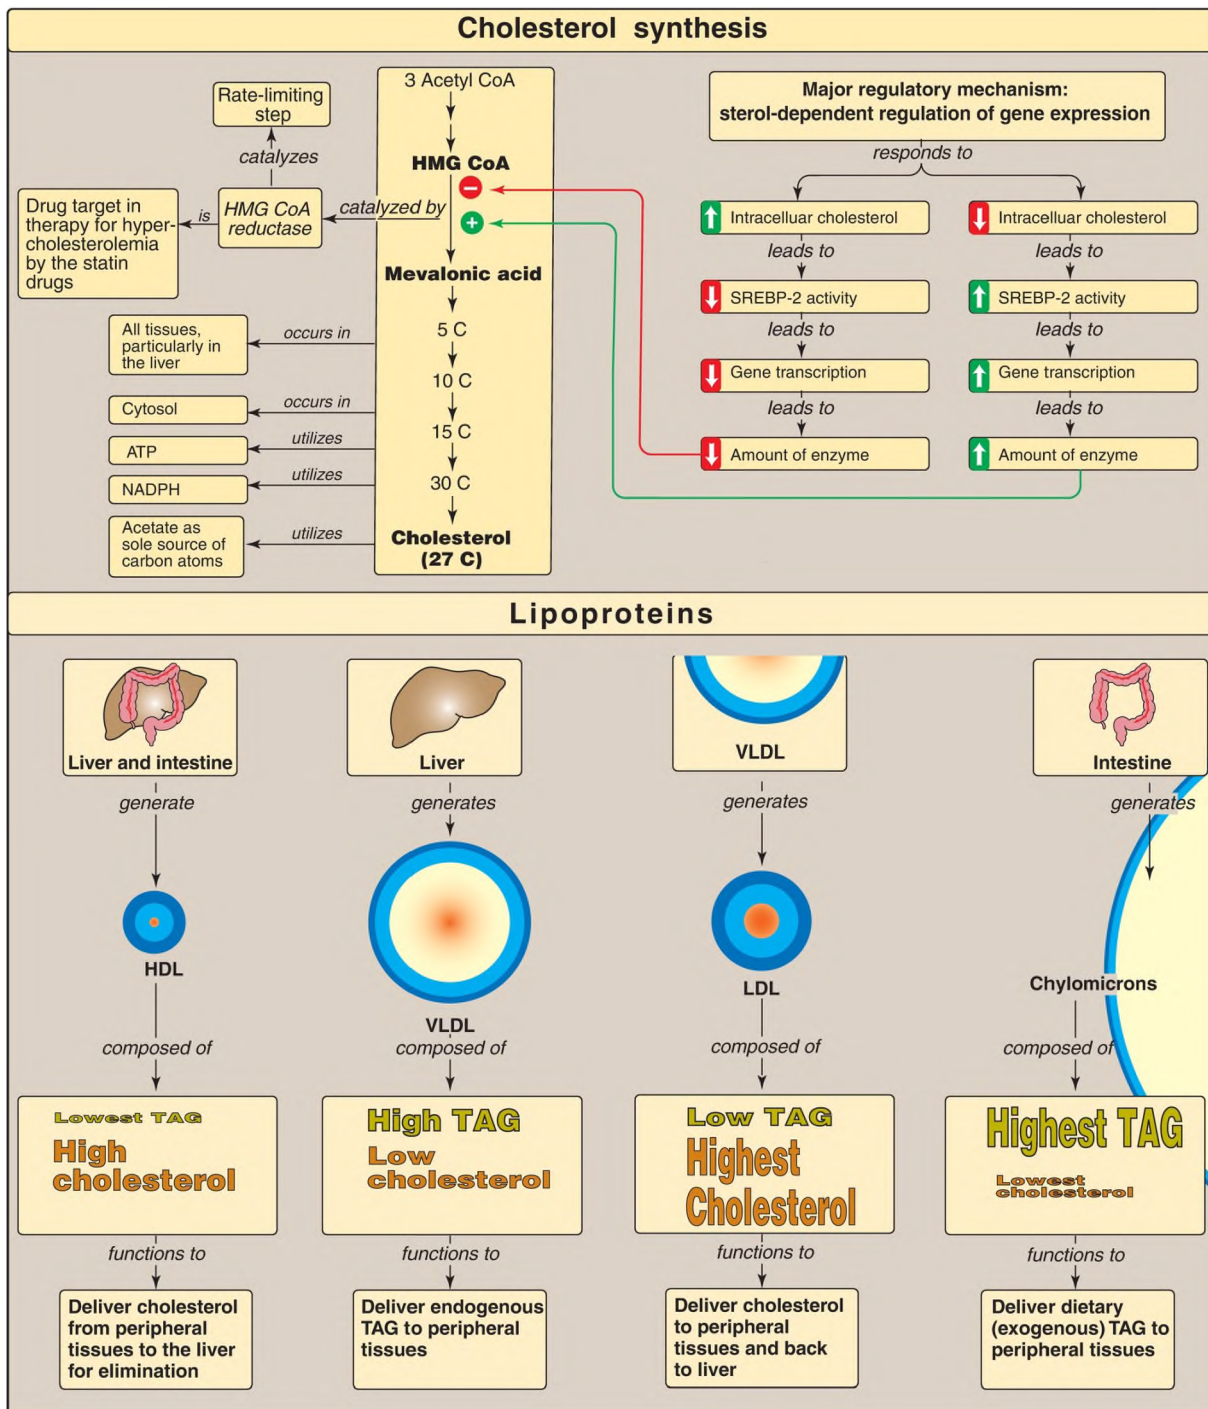 Cholesterol synthesis
3 Acetyl CoA
HMG CoA
Mevalonic acid
5 C
10 C
15 C
30 C
Cholesterol
(27 C)
catalyzed by
HMG CoA
reductase
catalyzes
Rate-limiting
step
is
Drug target in
therapy for hyper-
cholesterolemia
by the statin
drugs
occurs in
All tissues,
particularly in
the liver
occurs in
Cytosol
utilizes
ATP
utilizes
NADPH
utilizes
Acetate as
sole source of
carbon atoms
Major regulatory mechanism:
sterol-dependent regulation of gene expression
responds to
Intracelluar cholesterol
leads to
SREBP-2 activity
leads to
Gene transcription
leads to
Amount of enzyme
Intracelluar cholesterol
leads to
SREBP-2 activity
leads to
Gene transcription
leads to
Amount of enzyme
Lipoproteins
Liver and intestine
generate
HDL
composed of
Lowest TAG
High
cholesterol
functions to
Deliver cholesterol
from peripheral
tissues to the liver
for elimination
Liver
generates
VLDL
composed of
High TAG
Low
cholesterol
functions to
Deliver endogenous
TAG to peripheral
tissues
VLDL
generates
LDL
composed of
Low TAG
Highest
Cholesterol
functions to
Deliver cholesterol
to peripheral
tissues and back
to liver
Intestine
generates
Chylomicrons
composed of
Highest TAG
Lowest
cholesterol
functions to
Deliver dietary
(exogenous) TAG to
peripheral tissues